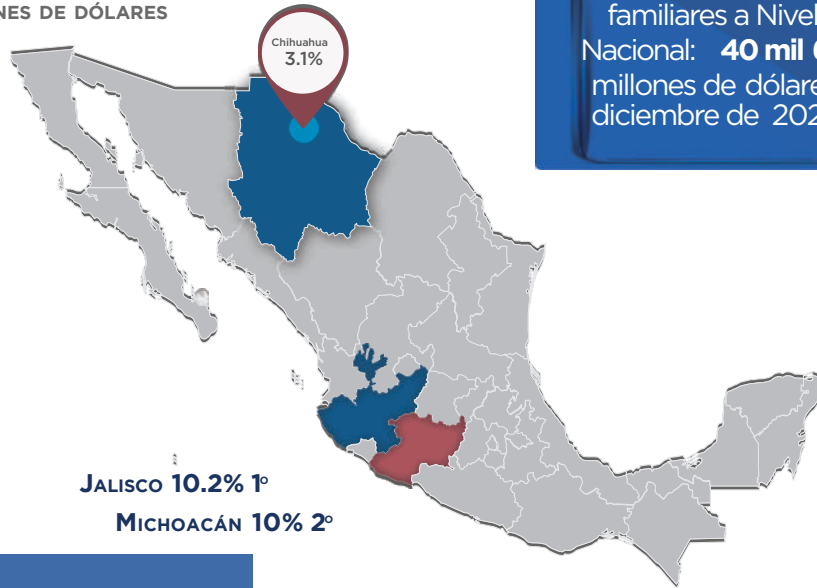 NES DE DÓLARES
familiares a Nivel
Nacional: 40 mil
millones de dólare
diciembre de 202
Chihuahua
3.1%
Jalisco 10.2% 1º
Michoacán 10% 2º